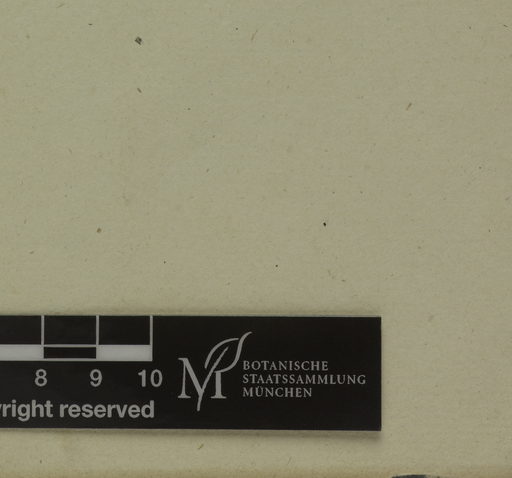 8 9 10
right reserved
M
BOTANISCHE
STAATSSAMMLUNG
MÜNCHEN